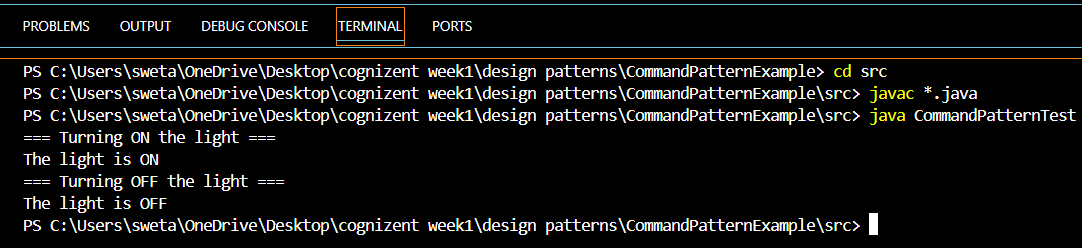 PROBLEMS OUTPUT DEBUG CONSOLE TERMINAL PORTS
PS C:\Users\sweta\OneDrive\Desktop\cognizent week1\design patterns\CommandPatternExample> cd src
PS C:\Users\sweta\OneDrive\Desktop\cognizent week1\design patterns\CommandPatternExample\src> javac *.java
PS C:\Users\sweta\OneDrive\Desktop\cognizent week1\design patterns\CommandPatternExample\src> java CommandPatternTest
=== Turning ON the light ===
The light is ON
=== Turning OFF the light ===
The light is OFF
PS C:\Users\sweta\OneDrive\Desktop\cognizent week1\design patterns\CommandPatternExample\src>